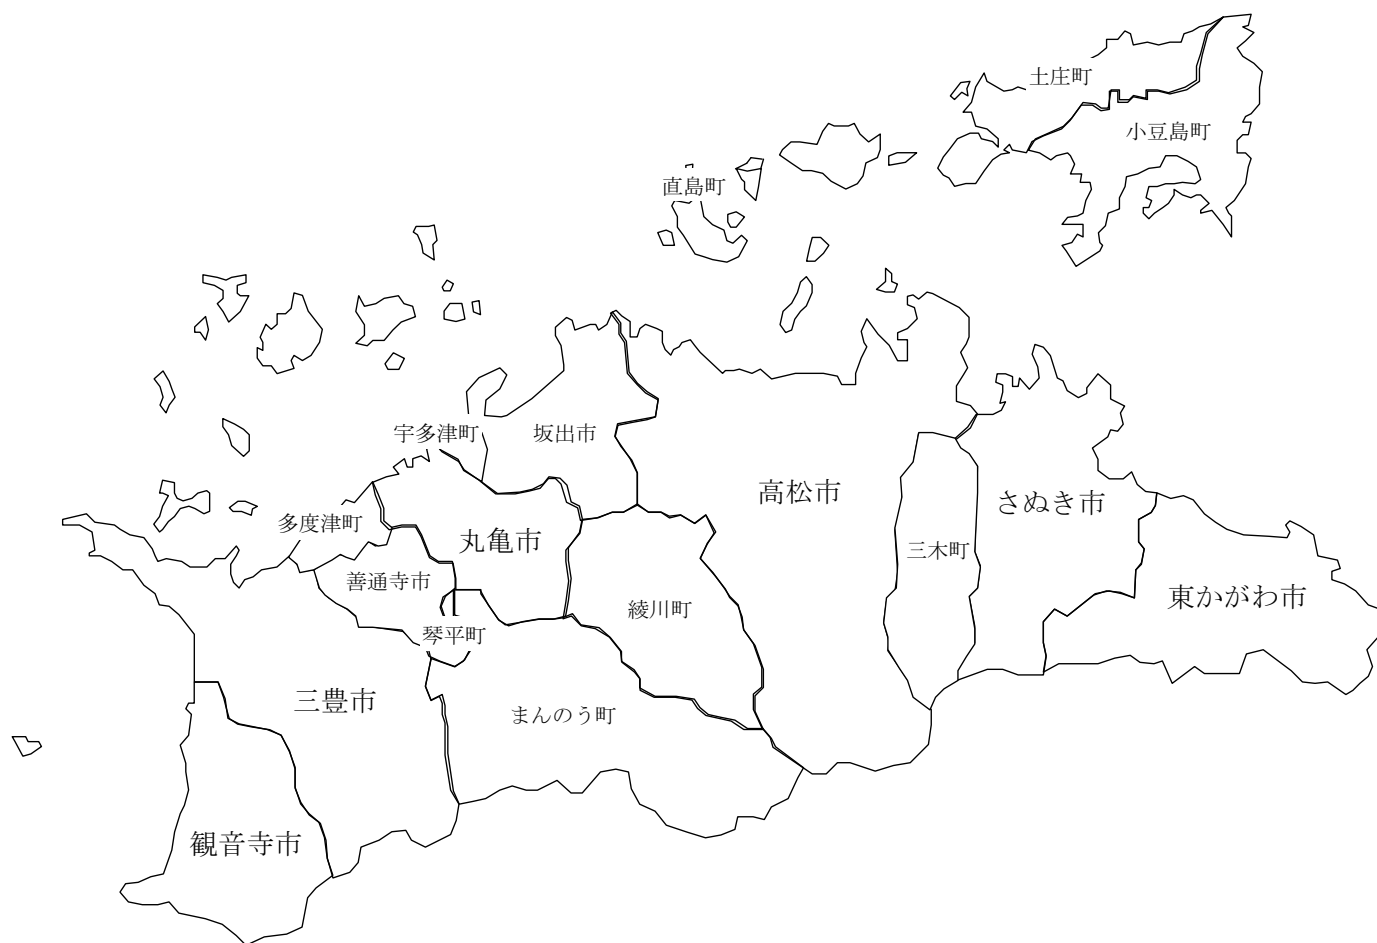 土庄町
小豆島町
直島町
宇多津町
坂出市
高松市
さぬき市
多度津町
丸亀市
三木町
善通寺市
東かがわ市
綾川町
琴平町
三豊市
まんのう町
観音寺市